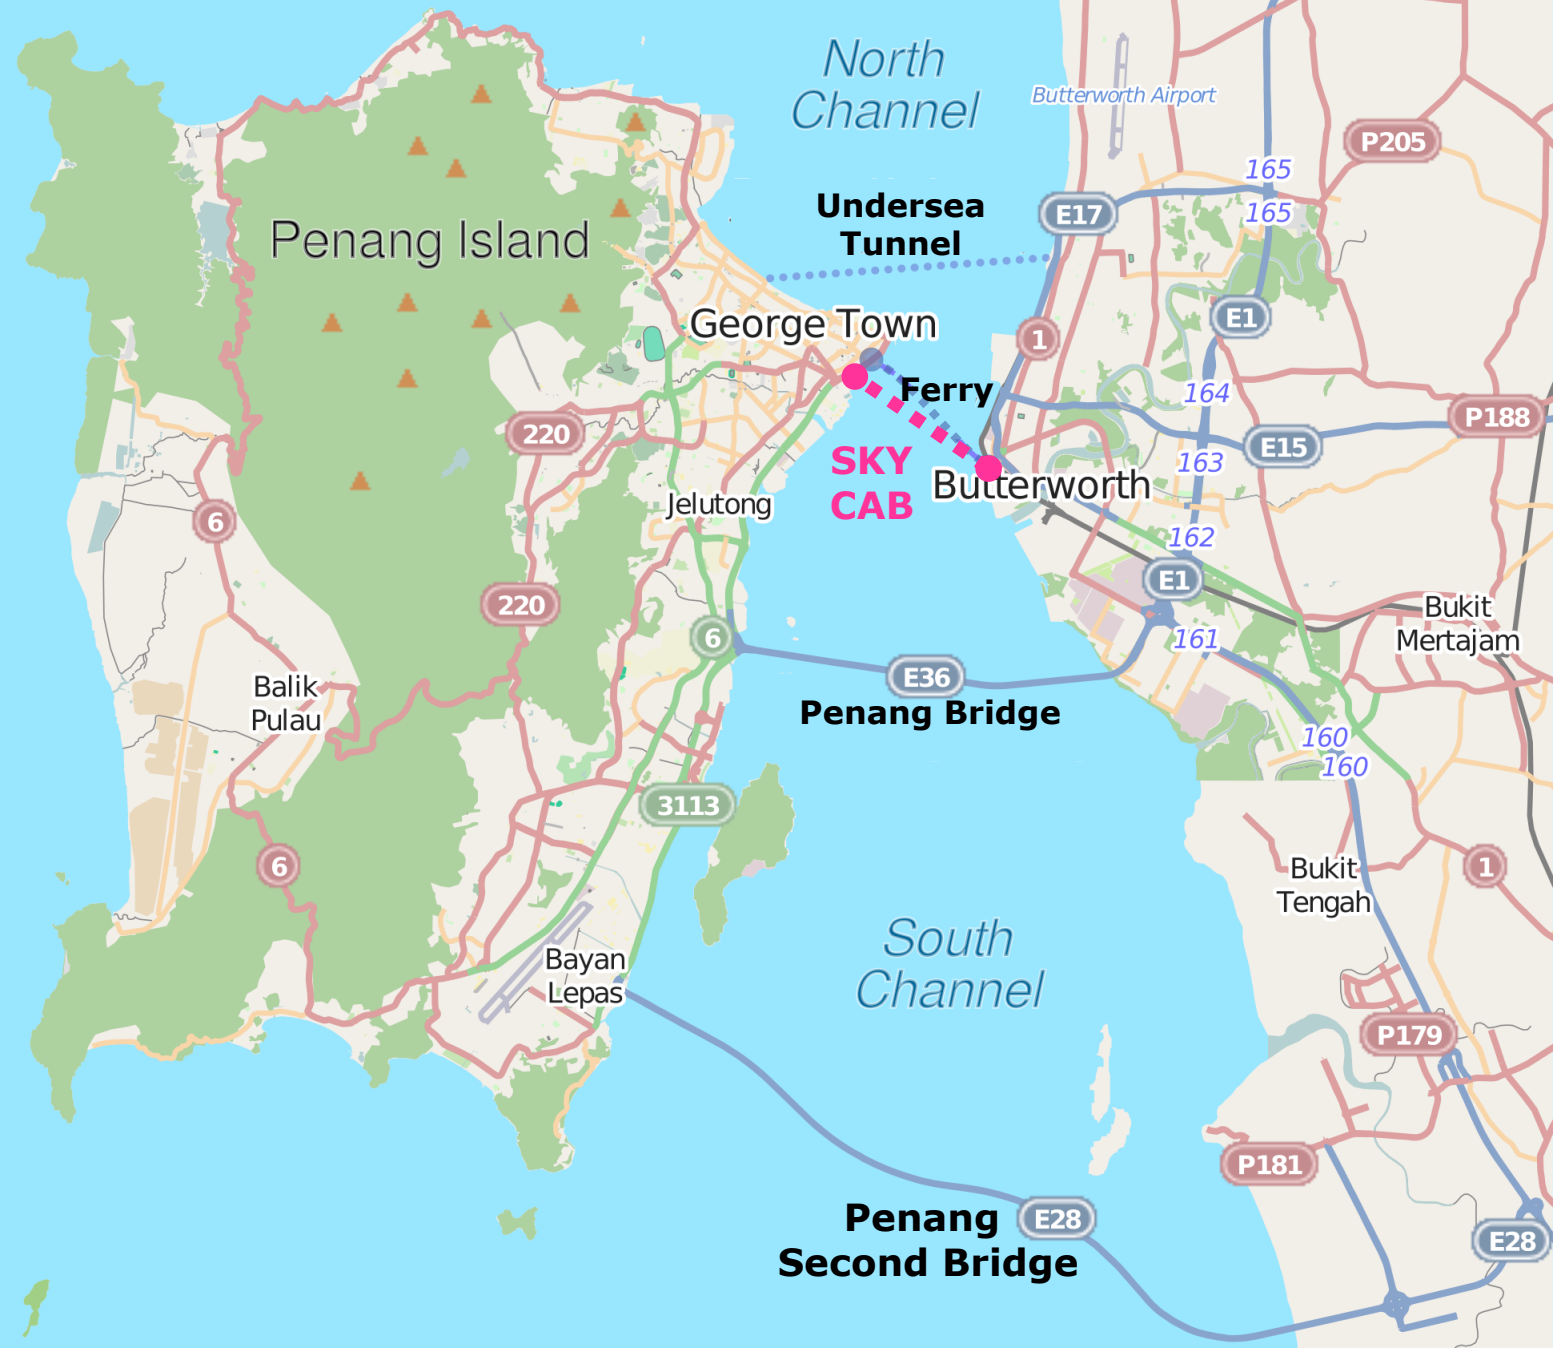 North
Channel
Butterworth Airport
P205
165
165
E17
Undersea
Tunnel
Penang Island
E1
George Town
1
Ferry
164
P188
220
E15
SKY
CAB
163
Butterworth
Jelutong
6
162
E1
220
Bukit
Mertajam
6
161
E36
Penang Bridge
Balik
Pulau
160
160
3113
6
Bukit
Tengah
1
South
Channel
Bayan
Lepas
P179
P181
Penang
Second Bridge
E28
E28